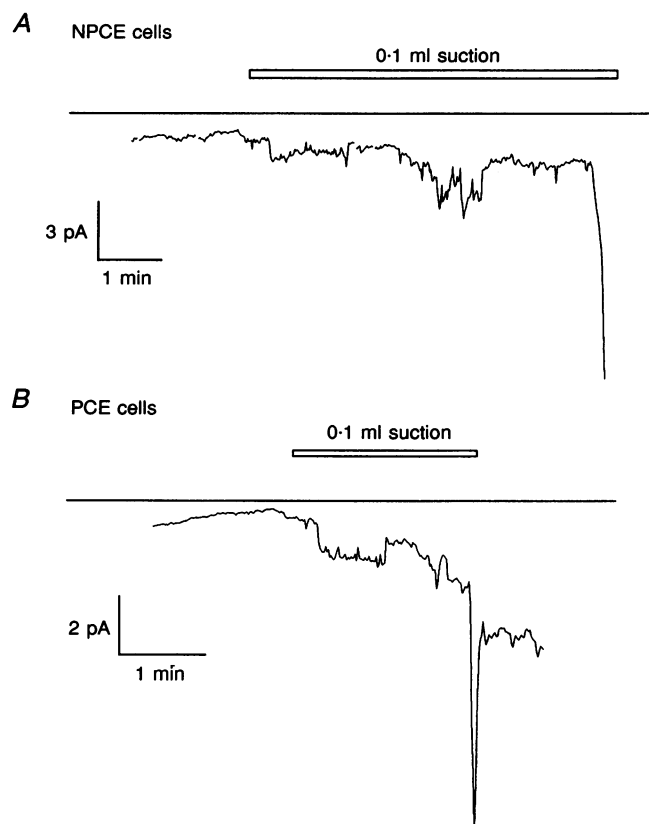 A
NPCE cells
0·1 ml suction
3 pA
1 min
B
PCE cells
0·1 ml suction
2 pA
1 min